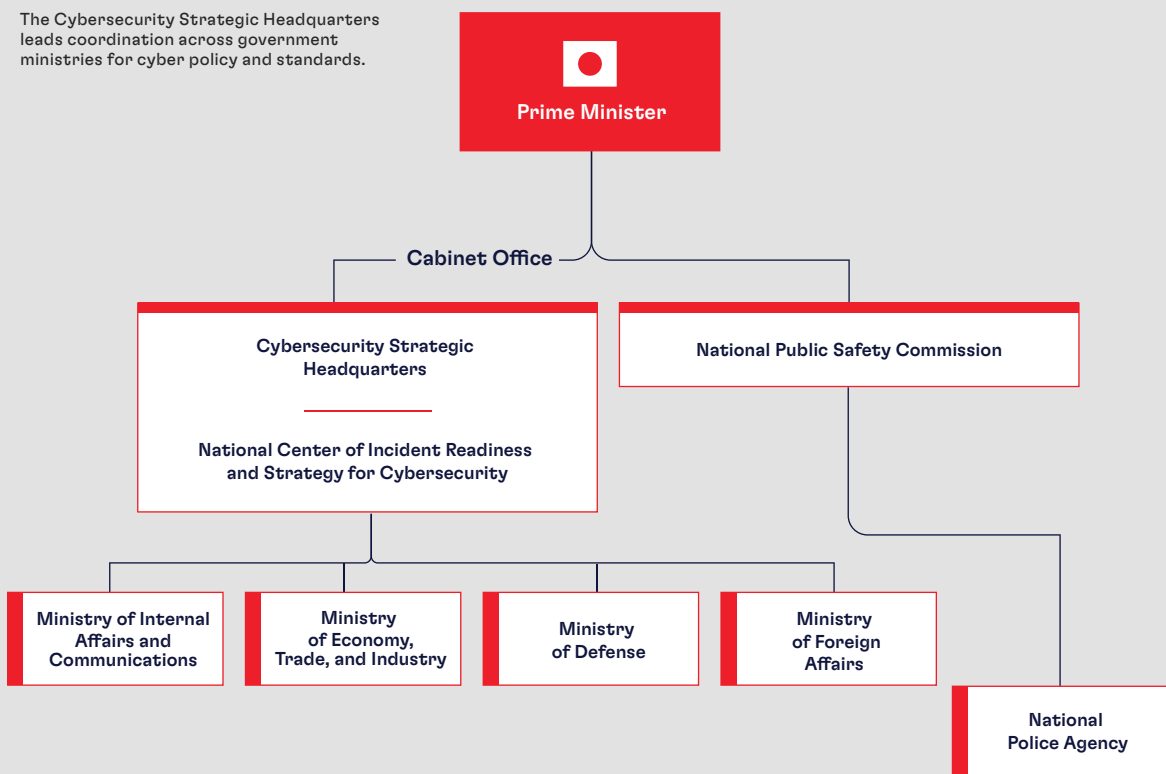 The Cybersecurity Strategic Headquarters
leads coordination across government
ministries for cyber policy and standards.
Prime Minister
Cabinet Office
Cybersecurity Strategic
Headquarters
National Center of Incident Readiness
and Strategy for Cybersecurity
National Public Safety Commission
Ministry of Internal
Affairs and
Communications
Ministry
of Economy,
Trade, and Industry
Ministry
of Defense
Ministry
of Foreign
Affairs
National
Police Agency